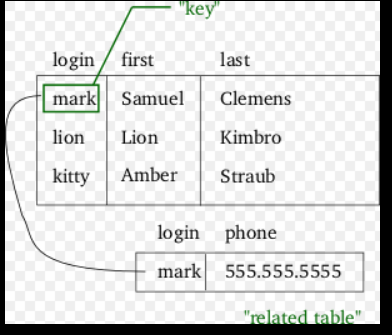 "key"
login first last
mark Samuel Clemens
lion Lion Kimbro
kitty Amber Straub
login phone
mark 555.555.5555
"related table"